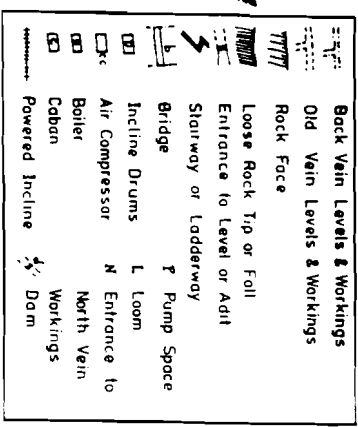 Back Vein Levels & Workings
Old Vein Levels & Workings
Rock Face
Loose Rock Tip or Fall
Entrance to Level or Adit
Stairway or Ladderway
b Bridge
P Pump Space
D Incline Drums
L Loom
xc Air Compressor
N Entrance to North Vein Workings
B Boiler
C Caban
Powered Incline
Dam